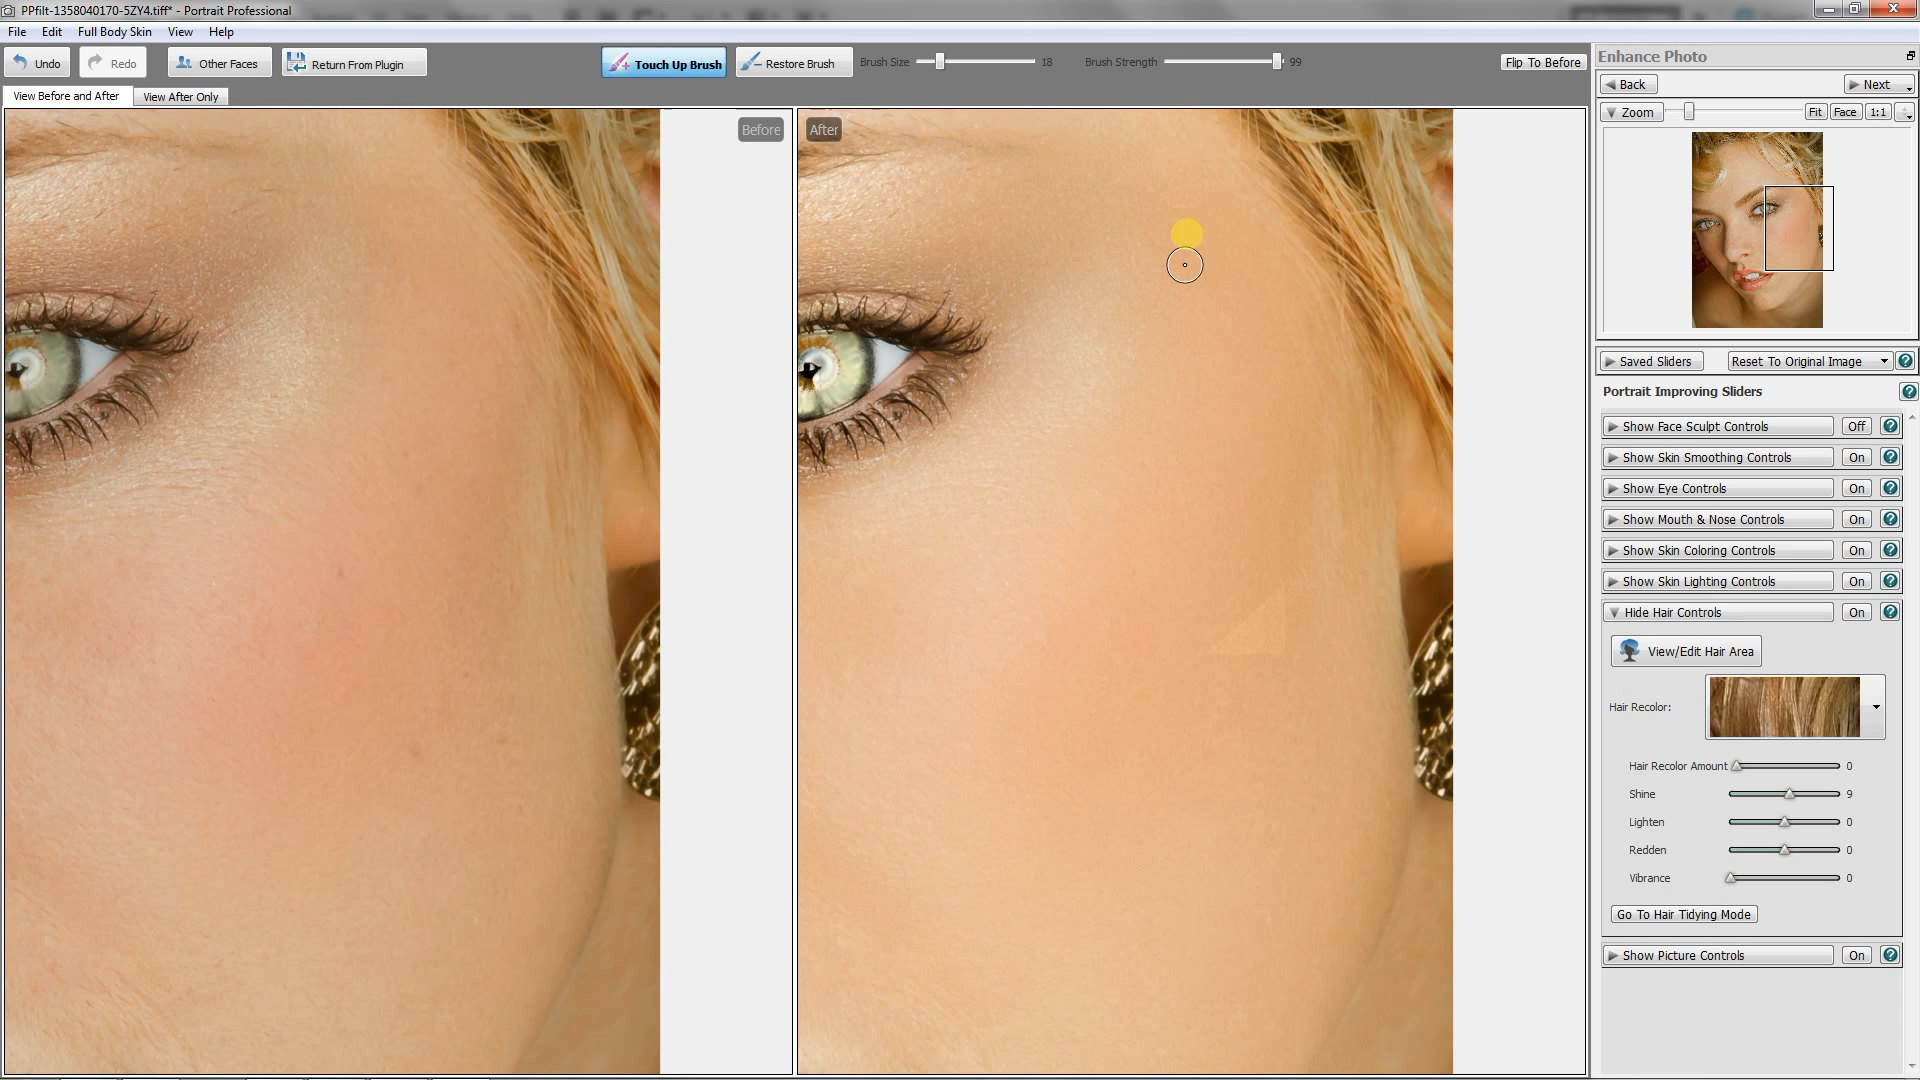 PPfilt-1358040170-5ZY4.tiff* - Portrait Professional
File Edit Full Body Skin View Help
Undo Redo Other Faces Return From Plugin Touch Up Brush Restore Brush Brush Size 18 Brush Strength 99 Flip To Before
View Before and After View After Only
Before After
Enhance Photo
Back Next
Zoom Fit Face 1:1
Saved Sliders Reset To Original Image ?
Portrait Improving Sliders ?
Show Face Sculpt Controls Off ?
Show Skin Smoothing Controls On ?
Show Eye Controls On ?
Show Mouth & Nose Controls On ?
Show Skin Coloring Controls On ?
Show Skin Lighting Controls On ?
Hide Hair Controls On ?
View/Edit Hair Area
Hair Recolor:
Hair Recolor Amount 0
Shine 9
Lighten 0
Redden 0
Vibrance 0
Go To Hair Tidying Mode
Show Picture Controls On ?